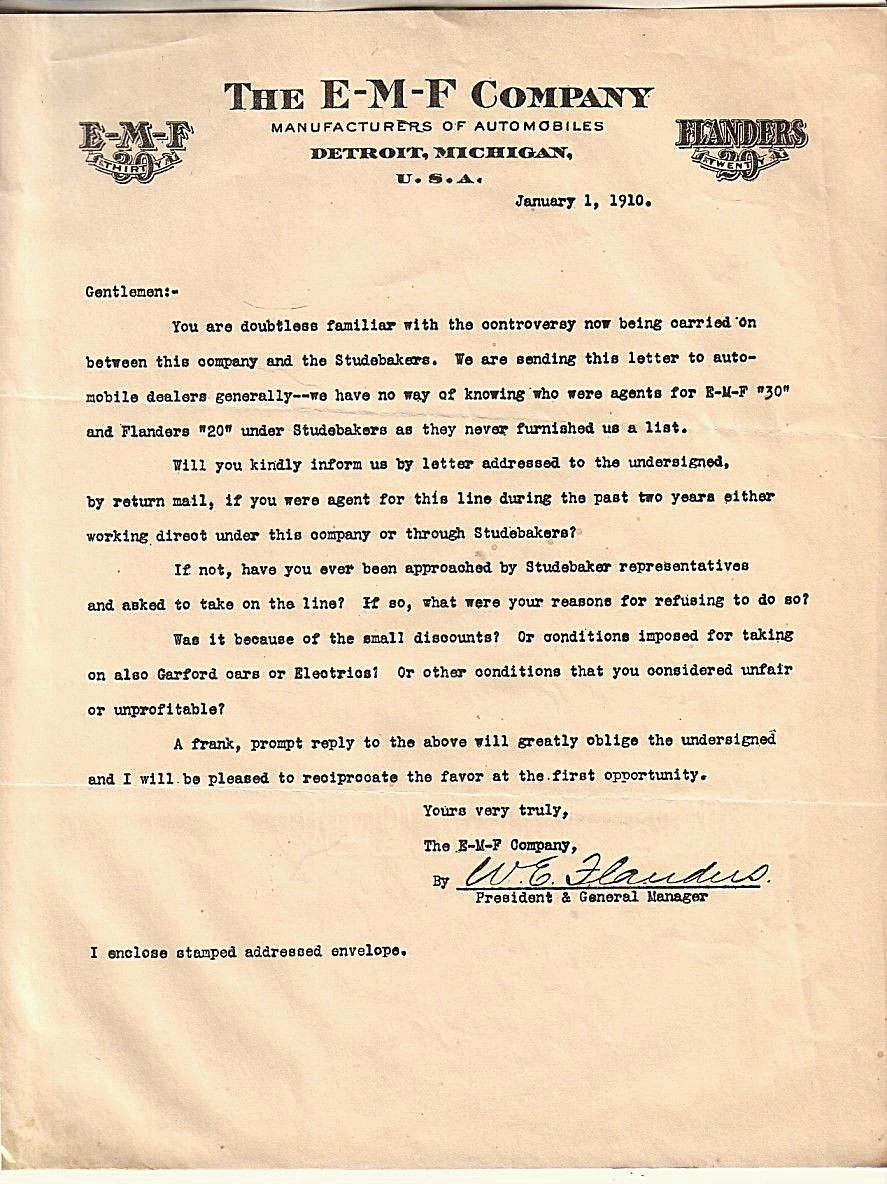 THE E-M-F COMPANY
MANUFACTURERS OF AUTOMOBILES
DETROIT, MICHIGAN,
U. S. A.
E-M-F
THIRTY
30
FLANDERS
TWENTY
20
January 1, 1910.
Gentlemen:-
You are doubtless familiar with the controversy now being carried on
between this company and the Studebakers. We are sending this letter to auto-
mobile dealers generally--we have no way of knowing who were agents for E-M-F "30"
and Flanders "20" under Studebakers as they never furnished us a list.
Will you kindly inform us by letter addressed to the undersigned,
by return mail, if you were agent for this line during the past two years either
working direct under this company or through Studebakers?
If not, have you ever been approached by Studebaker representatives
and asked to take on the line? If so, what were your reasons for refusing to do so?
Was it because of the small discounts? Or conditions imposed for taking
on also Garford cars or Electrics? Or other conditions that you considered unfair
or unprofitable?
A frank, prompt reply to the above will greatly oblige the undersigned
and I will be pleased to reciprocate the favor at the first opportunity.
Yours very truly,
The E-M-F Company,
By W. E. Flanders.
President & General Manager
I enclose stamped addressed envelope.